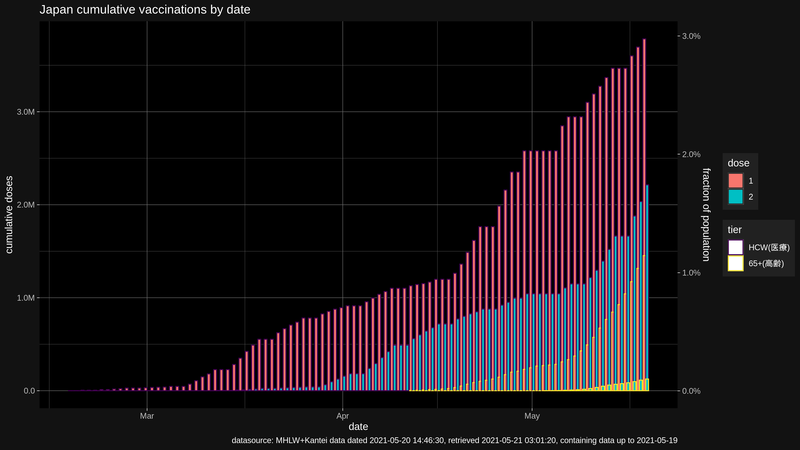 Japan cumulative vaccinations by date
cumulative doses
3.0M
2.0M
1.0M
0.0
3.0%
2.0%
1.0%
0.0%
fraction of population
Mar
Apr
May
date
dose
1
2
tier
HCW(医療)
65+(高齢)
datasource: MHLW+Kantei data dated 2021-05-20 14:46:30, retrieved 2021-05-21 03:01:20, containing data up to 2021-05-19